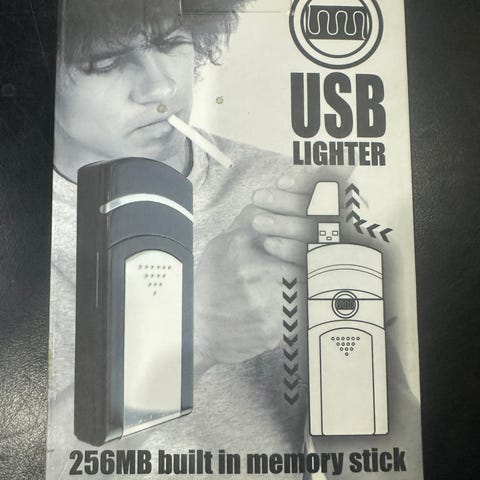 USB
LIGHTER
256MB built in memory stick